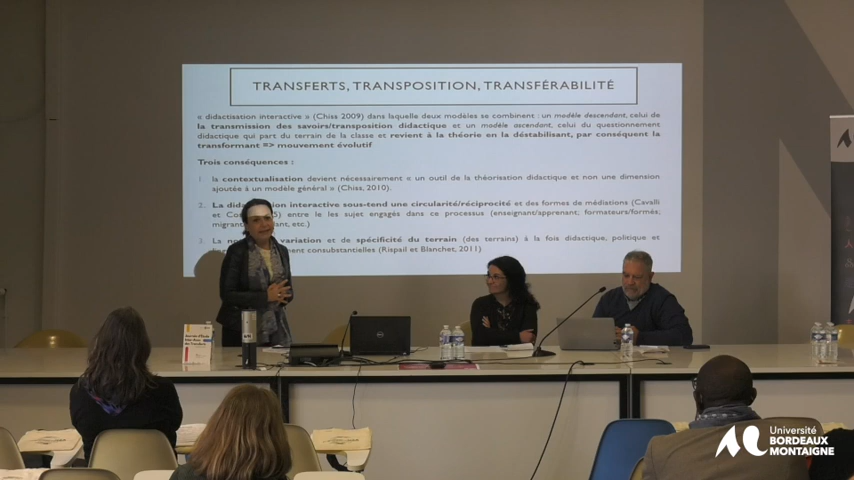 TRANSFERTS, TRANSPOSITION, TRANSFÉRABILITÉ
« didactisation interactive » (Chiss 2009) dans laquelle deux modèles se combinent : un modèle descendant, celui de
la transmission des savoirs/transposition didactique et un modèle ascendant, celui du questionnement
didactique qui part du terrain de la classe et revient à la théorie en la déstabilisant, par conséquent la
transformant => mouvement évolutif
Trois conséquences :
1. la contextualisation devient nécessairement « un outil de la théorisation didactique et non une dimension
ajoutée à un modèle général » (Chiss, 2010).
2. La interactive sous-tend une circularité/réciprocité et des formes de médiations (Cavalli
et entre le les sujet engagés dans ce processus (enseignant/apprenant; formateurs/formés;
etc.)
3. La variation et de spécificité du terrain (des terrains) à la fois didactique, politique et
consubstantielles (Rispail et Blanchet, 2011)
DELL
Université
BORDEAUX
MONTAIGNE